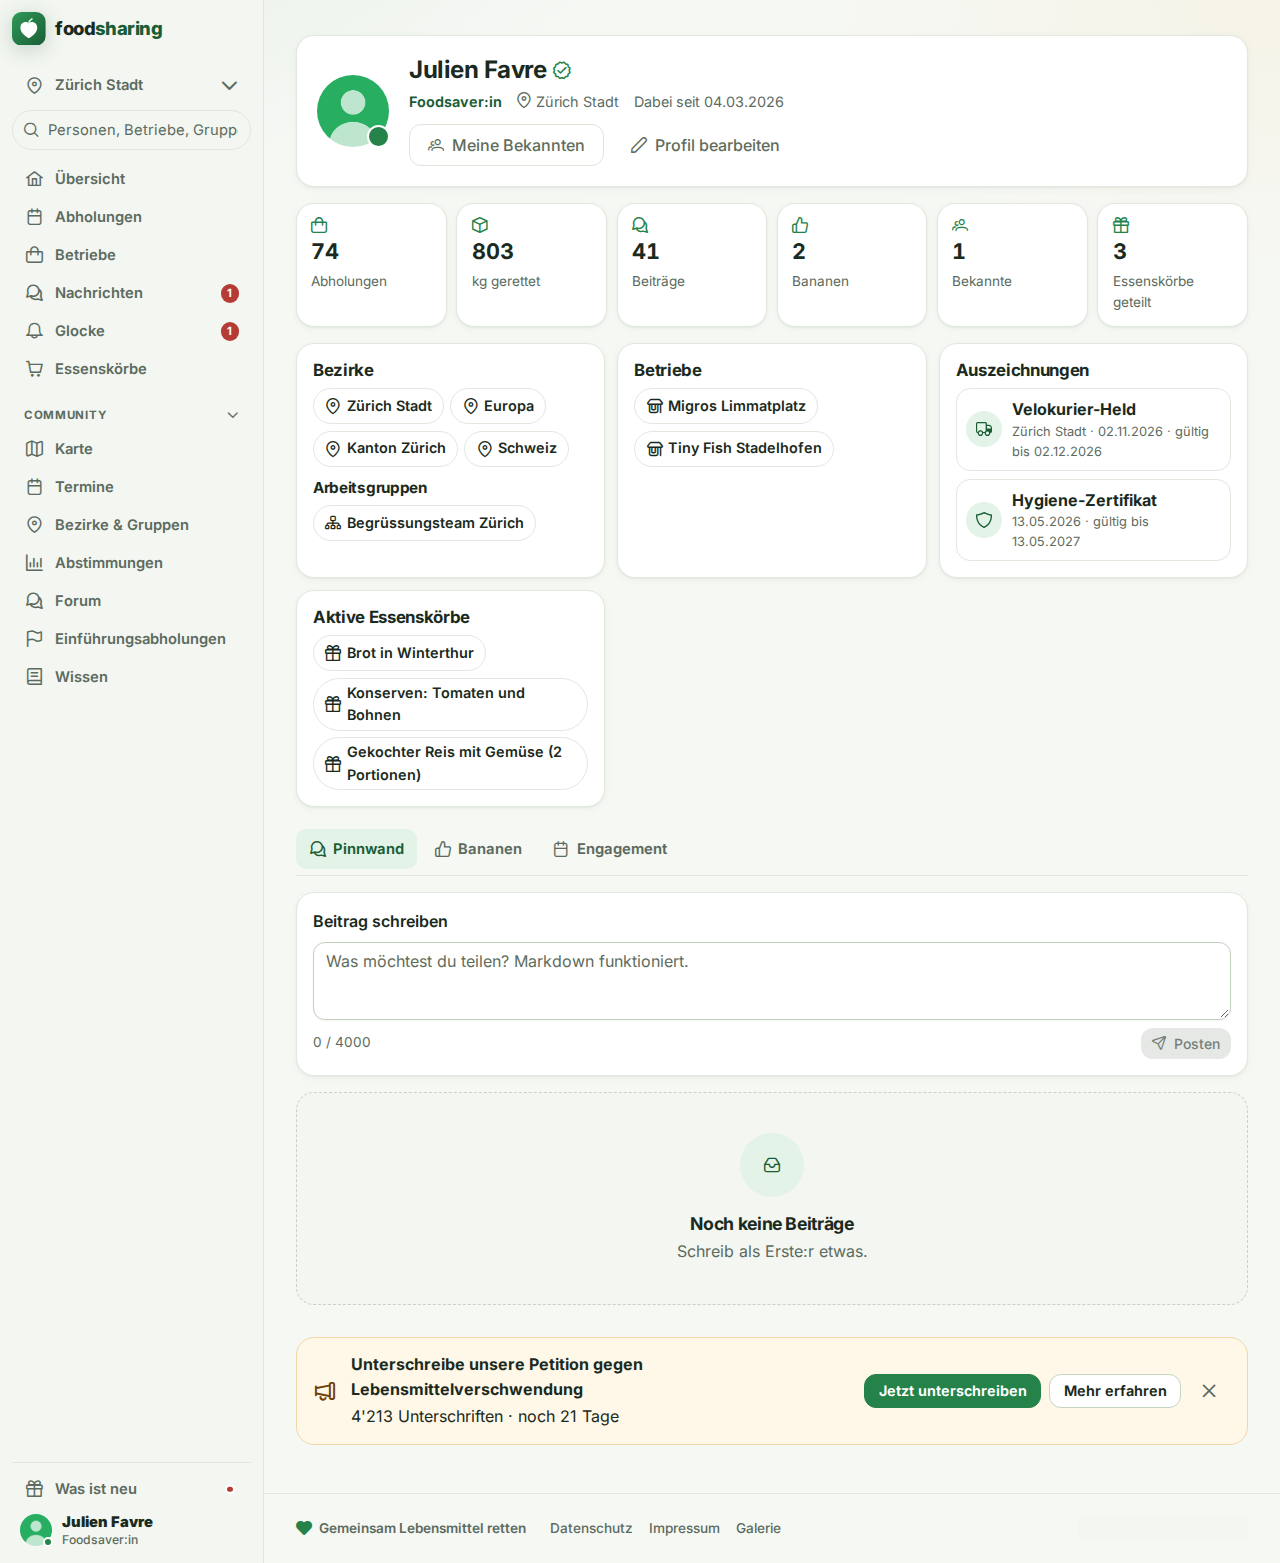 foodsharing
Zürich Stadt
Personen, Betriebe, Grupp
Übersicht
Abholungen
Betriebe
Nachrichten 1
Glocke 1
Essenskörbe
COMMUNITY
Karte
Termine
Bezirke & Gruppen
Abstimmungen
Forum
Einführungsabholungen
Wissen
Was ist neu
Julien Favre
Foodsaver:in
Julien Favre
Foodsaver:in Zürich Stadt Dabei seit 04.03.2026
Meine Bekannten Profil bearbeiten
74
Abholungen
803
kg gerettet
41
Beiträge
2
Bananen
1
Bekannte
3
Essenskörbe
geteilt
Bezirke
Zürich Stadt Europa
Kanton Zürich Schweiz
Arbeitsgruppen
Begrüssungsteam Zürich
Betriebe
Migros Limmatplatz
Tiny Fish Stadelhofen
Auszeichnungen
Velokurier-Held
Zürich Stadt · 02.11.2026 · gültig
bis 02.12.2026
Hygiene-Zertifikat
13.05.2026 · gültig bis
13.05.2027
Aktive Essenskörbe
Brot in Winterthur
Konserven: Tomaten und
Bohnen
Gekochter Reis mit Gemüse (2
Portionen)
Pinnwand Bananen Engagement
Beitrag schreiben
Was möchtest du teilen? Markdown funktioniert.
0 / 4000
Posten
Noch keine Beiträge
Schreib als Erste:r etwas.
Unterschreibe unsere Petition gegen
Lebensmittelverschwendung
4'213 Unterschriften · noch 21 Tage
Jetzt unterschreiben Mehr erfahren
Gemeinsam Lebensmittel retten Datenschutz Impressum Galerie